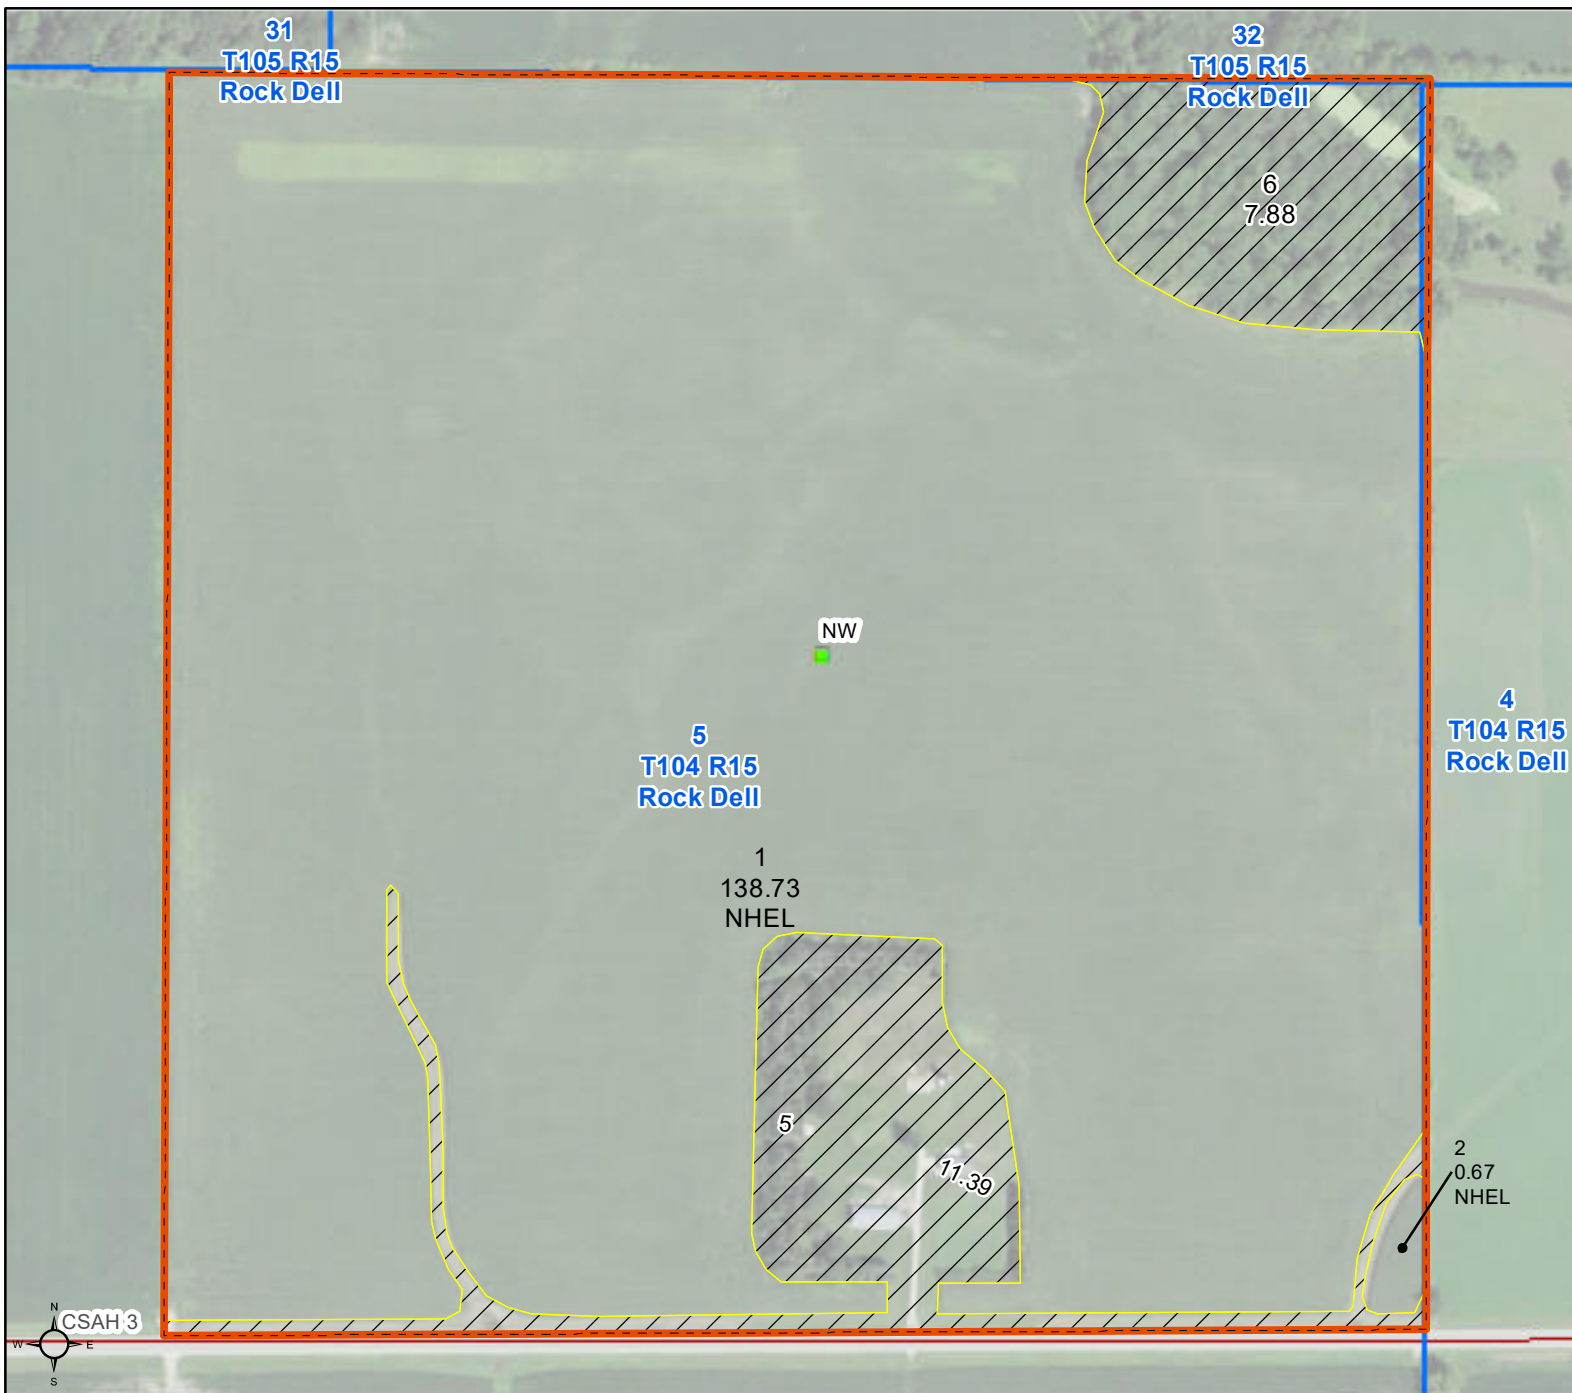 31
T105 R15
Rock Dell
32
T105 R15
Rock Dell
6
7.88
NW
5
T104 R15
Rock Dell
4
T104 R15
Rock Dell
1
138.73
NHEL
5
11.39
2
0.67
NHEL
CSAH 3
N
W
E
S